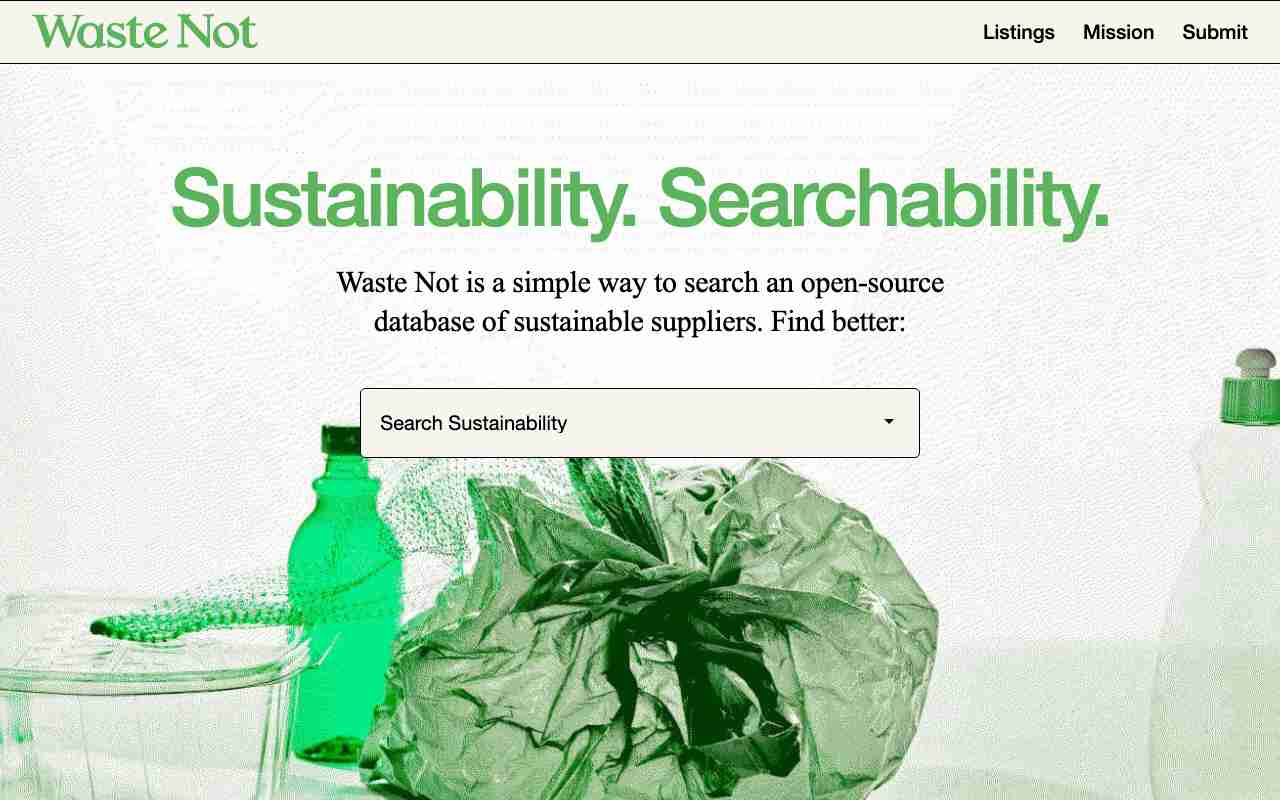 Waste Not
Listings
Mission
Submit
Sustainability. Searchability.
Waste Not is a simple way to search an open-source
database of sustainable suppliers. Find better:
Search Sustainability